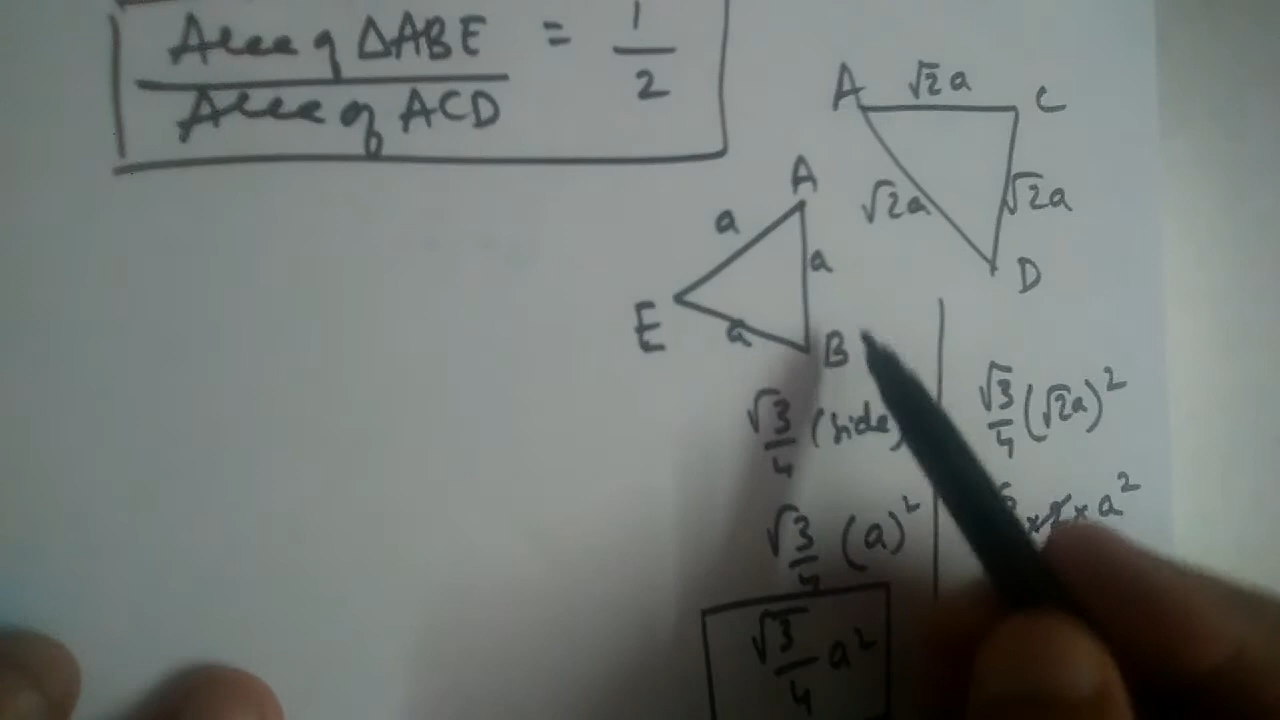 Area of ΔABE = 1/2
Area of ACD
A √2a C
√2a √2a
D
A
a a
E a B
√3/4 (side)
√3/4 (√2a)²
√3/4 (a)²
×2×a²
√3/4 a²